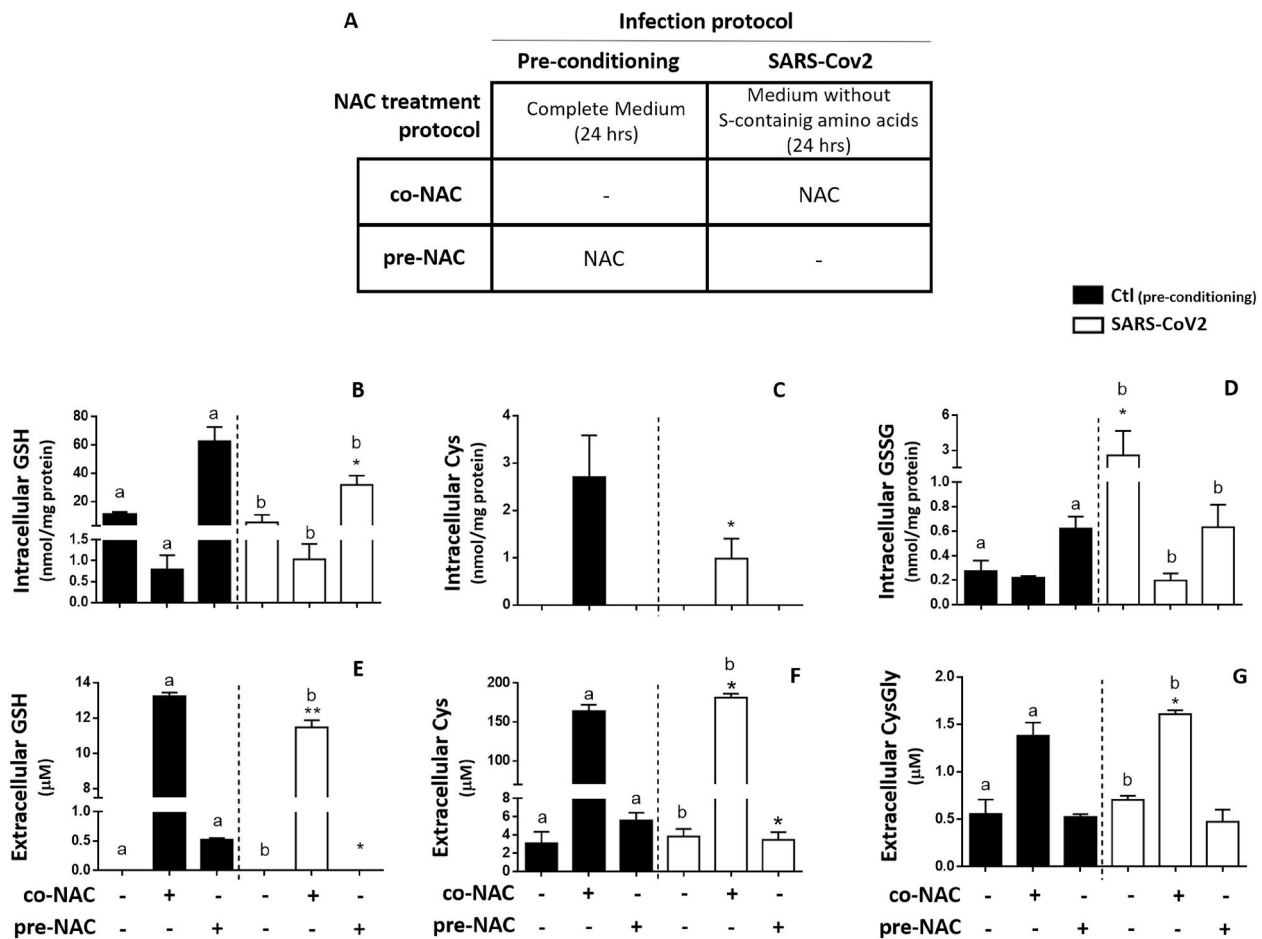 A
Infection protocol
Pre-conditioning
SARS-Cov2
NAC treatment
protocol
Complete Medium
(24 hrs)
Medium without
S-containig amino acids
(24 hrs)
co-NAC
-
NAC
pre-NAC
NAC
-
Ctl (pre-conditioning)
SARS-CoV2
B
Intracellular GSH
(nmol/mg protein)
80
60
40
20
1.5
1.0
0.5
0.0
a
a
a
b
b
b
*
C
Intracellular Cys
(nmol/mg protein)
4
3
2
1
0
*
D
Intracellular GSSG
(nmol/mg protein)
6
3
1.0
0.8
0.6
0.4
0.2
0.0
a
a
b
*
b
b
E
Extracellular GSH
(μM)
14
12
10
8
1.0
0.5
0.0
a
a
a
b
b
**
*
F
Extracellular Cys
(μM)
200
150
100
8
6
4
2
0
a
a
a
b
b
*
*
G
Extracellular CysGly
(μM)
2.0
1.5
1.0
0.5
0.0
a
a
b
b
*
co-NAC - + - - + -
pre-NAC - - + - - +
co-NAC - + - - + -
pre-NAC - - + - - +
co-NAC - + - - + -
pre-NAC - - + - - +